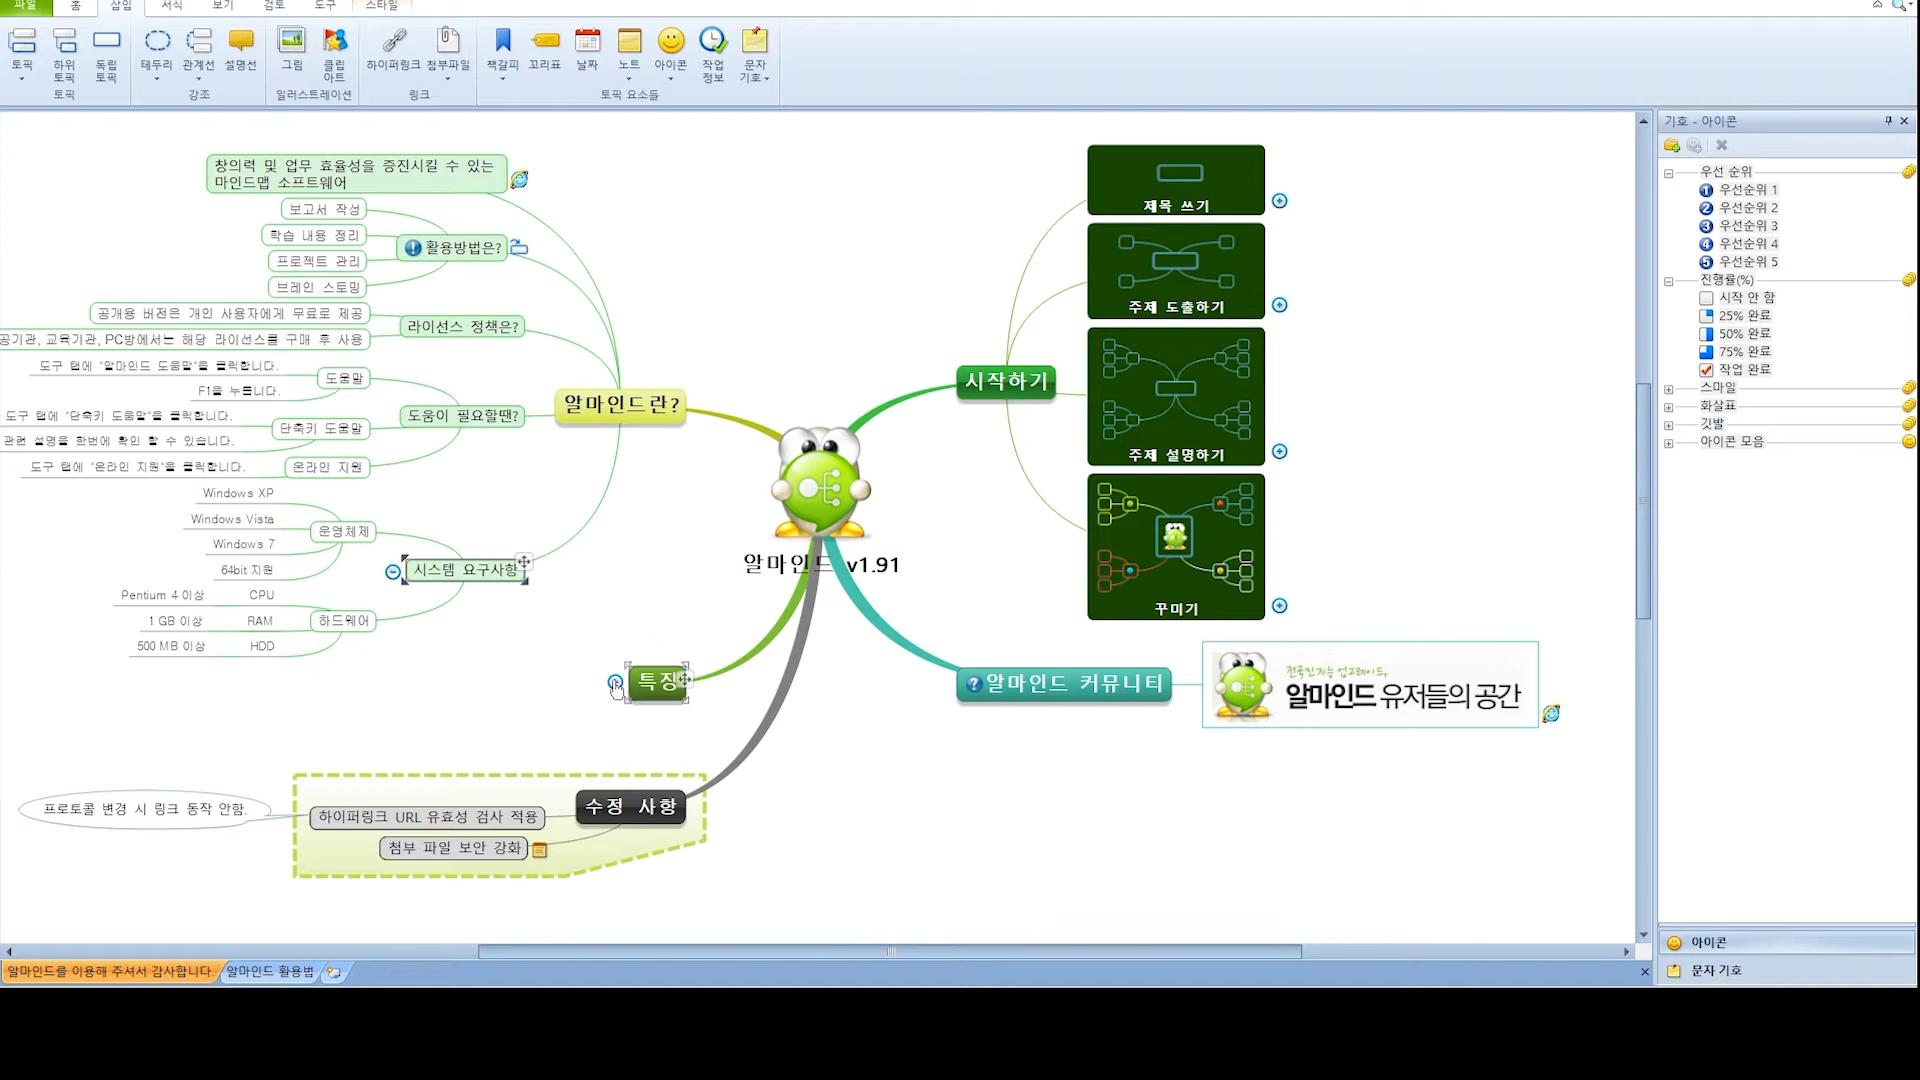 파일 홈 삽입 서식 보기 검토 도구 스타일
토픽
하위
토픽
독립
토픽
테두리
관계선
설명선
그림
클립
아트
하이퍼링크
첨부파일
책갈피
꼬리표
날짜
노트
아이콘
작업
정보
문자
기호
토픽
강조
일러스트레이션
링크
토픽 요소들
창의력 및 업무 효율성을 증진시킬 수 있는
마인드맵 소프트웨어
보고서 작성
학습 내용 정리
프로젝트 관리
브레인 스토밍
활용방법은?
공개용 버전은 개인 사용자에게 무료로 제공
공기관, 교육기관, PC방에서는 해당 라이선스를 구매 후 사용
라이선스 정책은?
도구 탭에 "알마인드 도움말"을 클릭합니다.
F1을 누릅니다.
도움말
도구 탭에 "단축키 도움말"을 클릭합니다.
관련 설명을 한번에 확인 할 수 있습니다.
단축키 도움말
도구 탭에 "온라인 지원"을 클릭합니다.
온라인 지원
도움이 필요할땐?
Windows XP
Windows Vista
Windows 7
64bit 지원
운영체제
Pentium 4 이상 CPU
1 GB 이상 RAM
500 MB 이상 HDD
하드웨어
시스템 요구사항
알마인드란?
알마인드 v1.91
시작하기
제목 쓰기
주제 도출하기
주제 설명하기
꾸미기
알마인드 커뮤니티
전국민 지능 업그레이드,
알마인드 유저들의 공간
특징
수정 사항
하이퍼링크 URL 유효성 검사 적용
첨부 파일 보안 강화
프로토콜 변경 시 링크 동작 안함.
기호 - 아이콘
우선 순위
1 우선순위 1
2 우선순위 2
3 우선순위 3
4 우선순위 4
5 우선순위 5
진행률(%)
시작 안 함
25% 완료
50% 완료
75% 완료
작업 완료
스마일
화살표
깃발
아이콘 모음
아이콘
문자 기호
알마인드를 이용해 주셔서 감사합니다.
알마인드 활용법